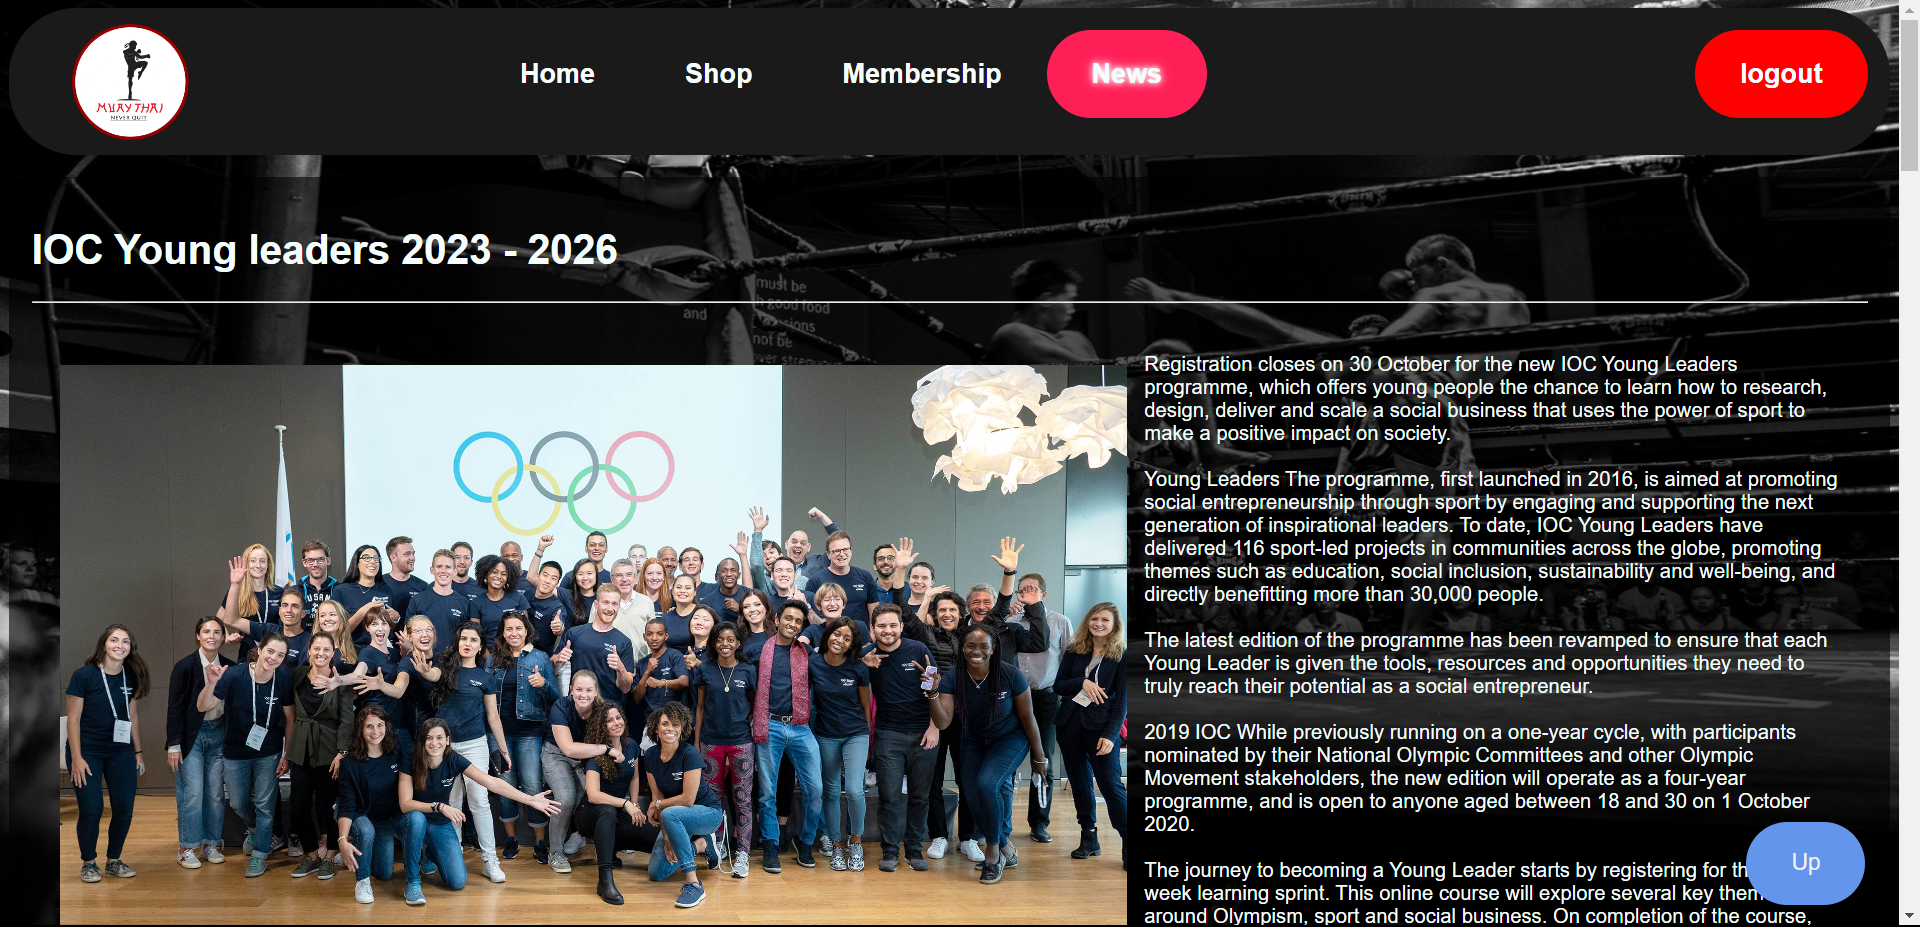 MUAY THAI
NEVER QUIT
Home
Shop
Membership
News
logout
IOC Young leaders 2023 - 2026
must be
good food
and
not be
Registration closes on 30 October for the new IOC Young Leaders
programme, which offers young people the chance to learn how to research,
design, deliver and scale a social business that uses the power of sport to
make a positive impact on society.
Young Leaders The programme, first launched in 2016, is aimed at promoting
social entrepreneurship through sport by engaging and supporting the next
generation of inspirational leaders. To date, IOC Young Leaders have
delivered 116 sport-led projects in communities across the globe, promoting
themes such as education, social inclusion, sustainability and well-being, and
directly benefitting more than 30,000 people.
The latest edition of the programme has been revamped to ensure that each
Young Leader is given the tools, resources and opportunities they need to
truly reach their potential as a social entrepreneur.
2019 IOC While previously running on a one-year cycle, with participants
nominated by their National Olympic Committees and other Olympic
Movement stakeholders, the new edition will operate as a four-year
programme, and is open to anyone aged between 18 and 30 on 1 October
2020.
The journey to becoming a Young Leader starts by registering for
week learning sprint. This online course will explore several key
around Olympism, sport and social business. On completion of the course,
Up